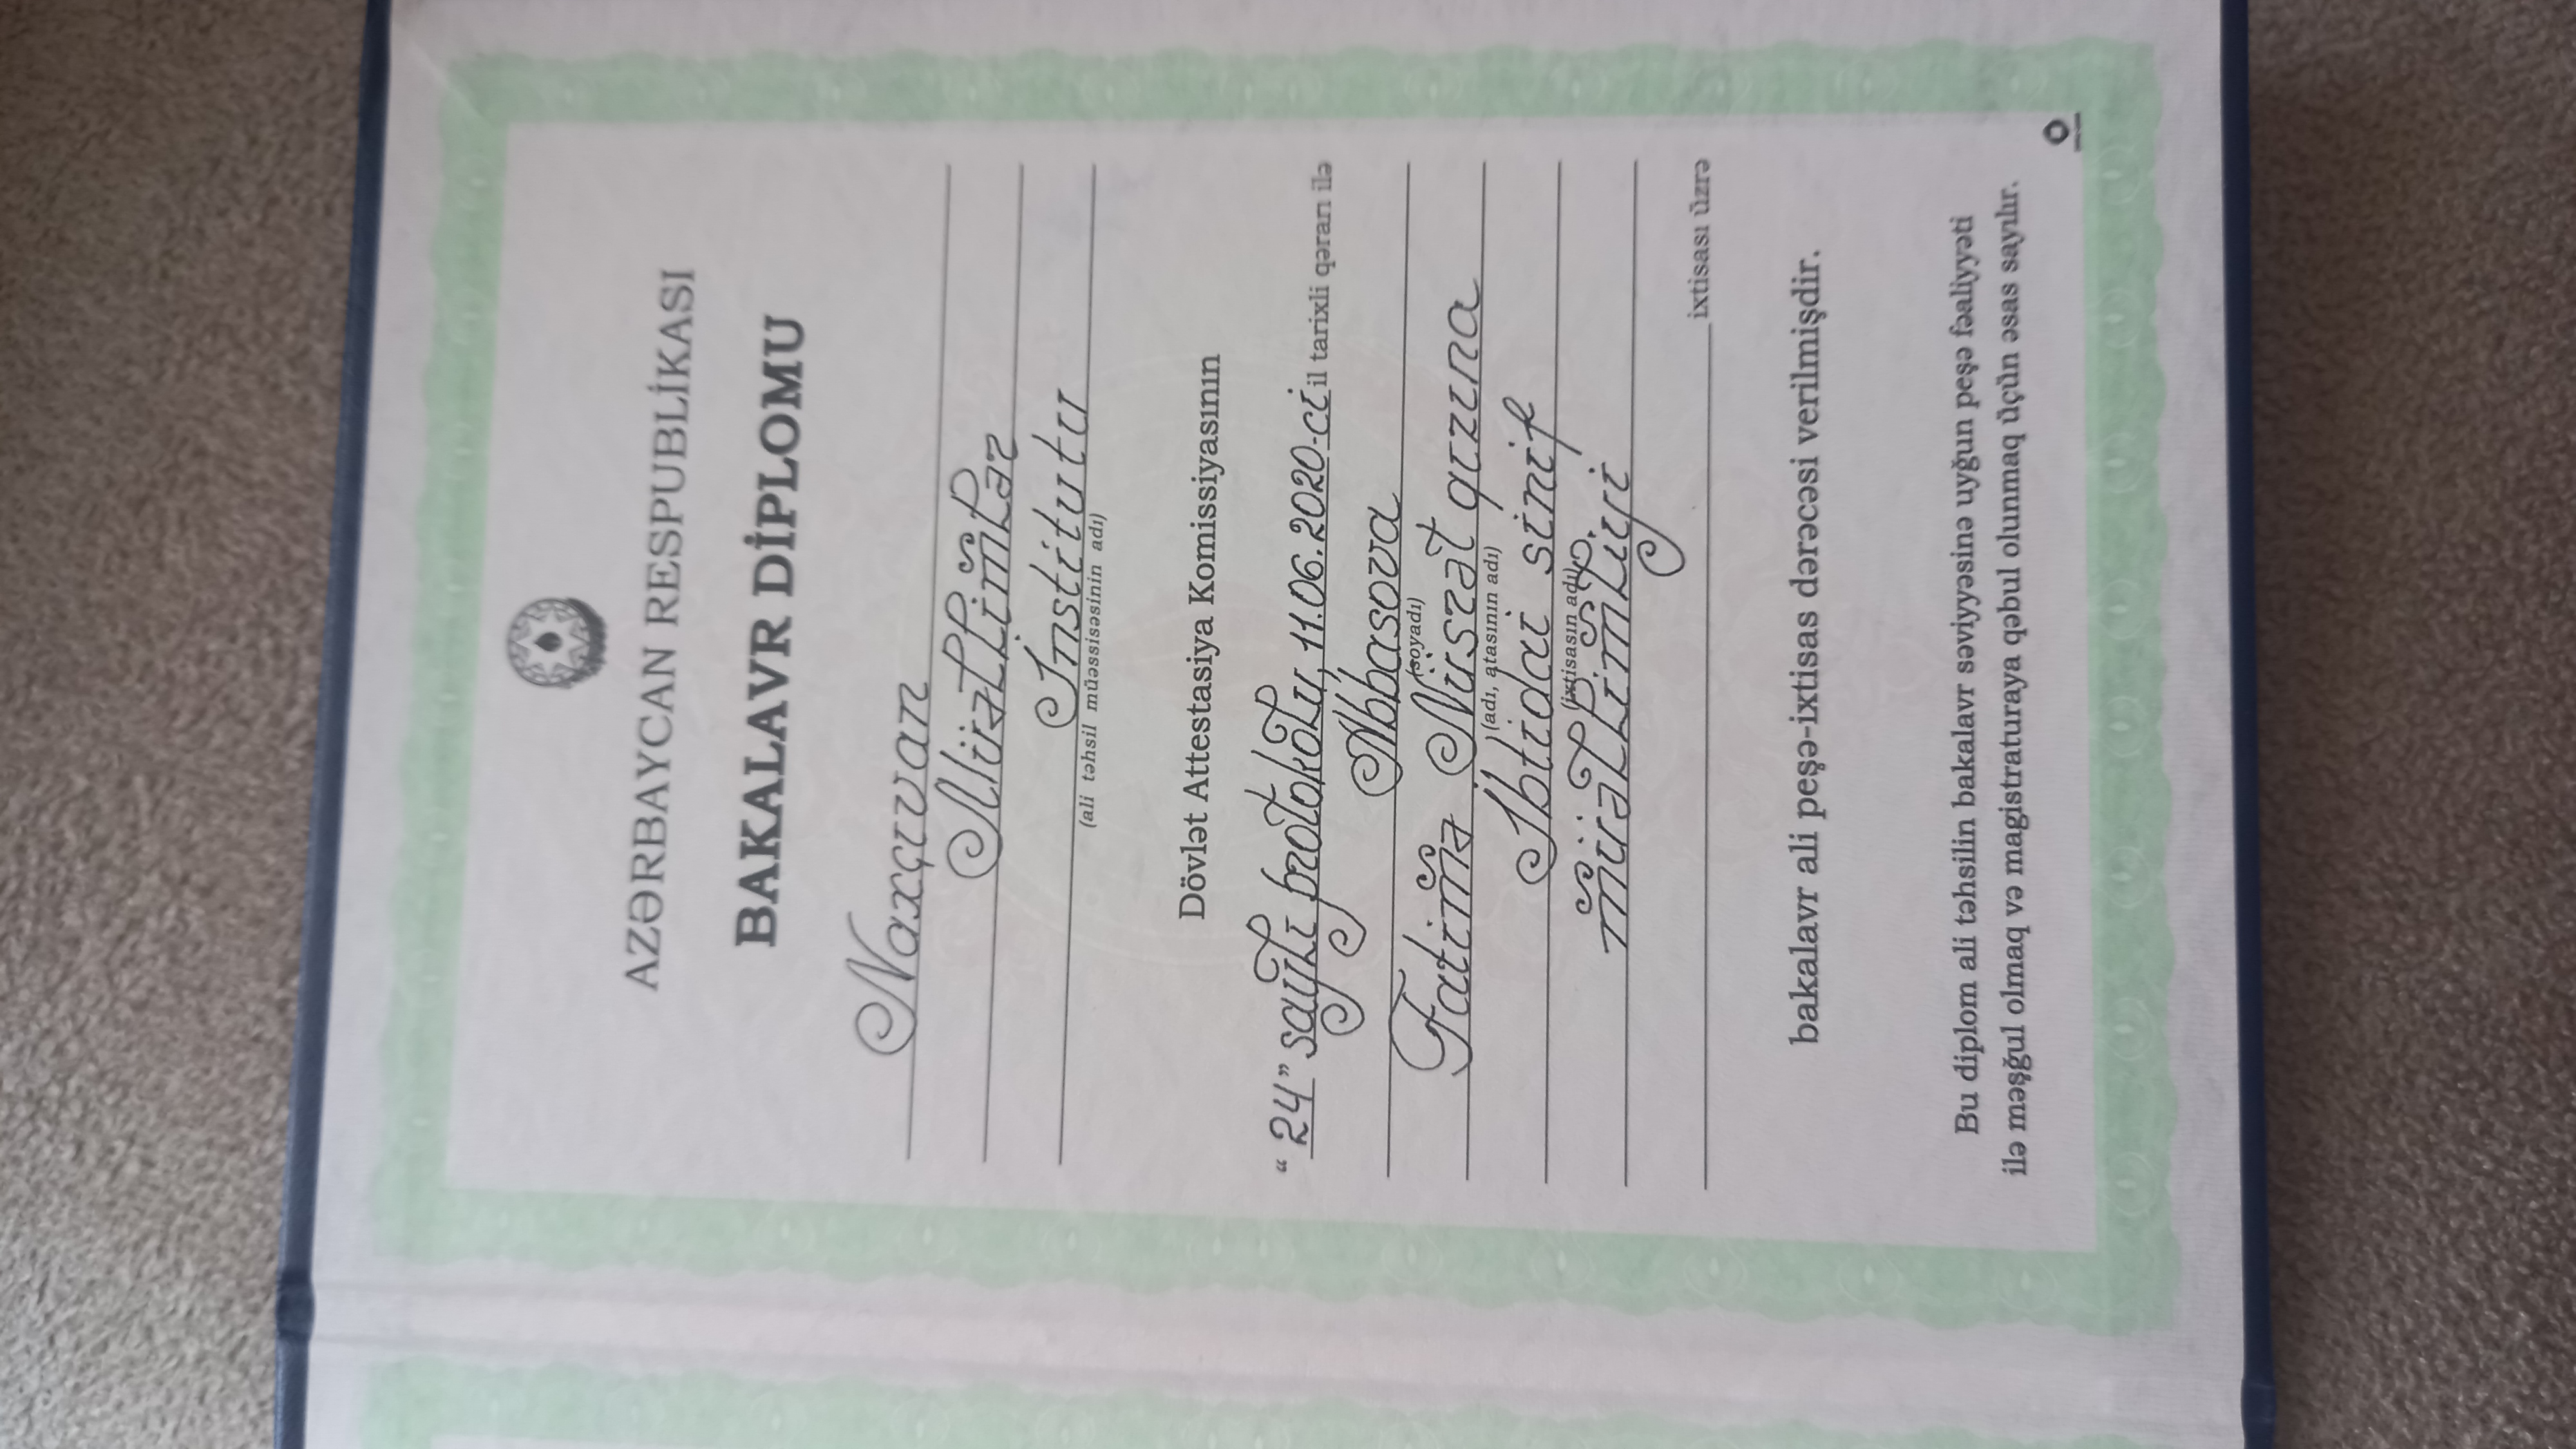 AZƏRBAYCAN RESPUBLİKASI
BAKALAVR DİPLOMU
Naxçıvan
Müəllimlər
İnstitutu
(ali təhsil müəssisəsinin adı)
Dövlət Attestasiya Komissiyasının
“24” saylı protokolu, 11.06.2020-ci il tarixli qərarı ilə
Abbasova
(soyadı)
Fatimə Nüsrət qızına
(adı, atasının adı)
İbtidai sinif
(ixtisasın adı)
müəllimliyi
ixtisası üzrə
bakalavr ali peşə-ixtisas dərəcəsi verilmişdir.
Bu diplom ali təhsilin bakalavr səviyyəsinə uyğun peşə fəaliyyəti
ilə məşğul olmaq və magistraturaya qəbul olunmaq üçün əsas sayılır.